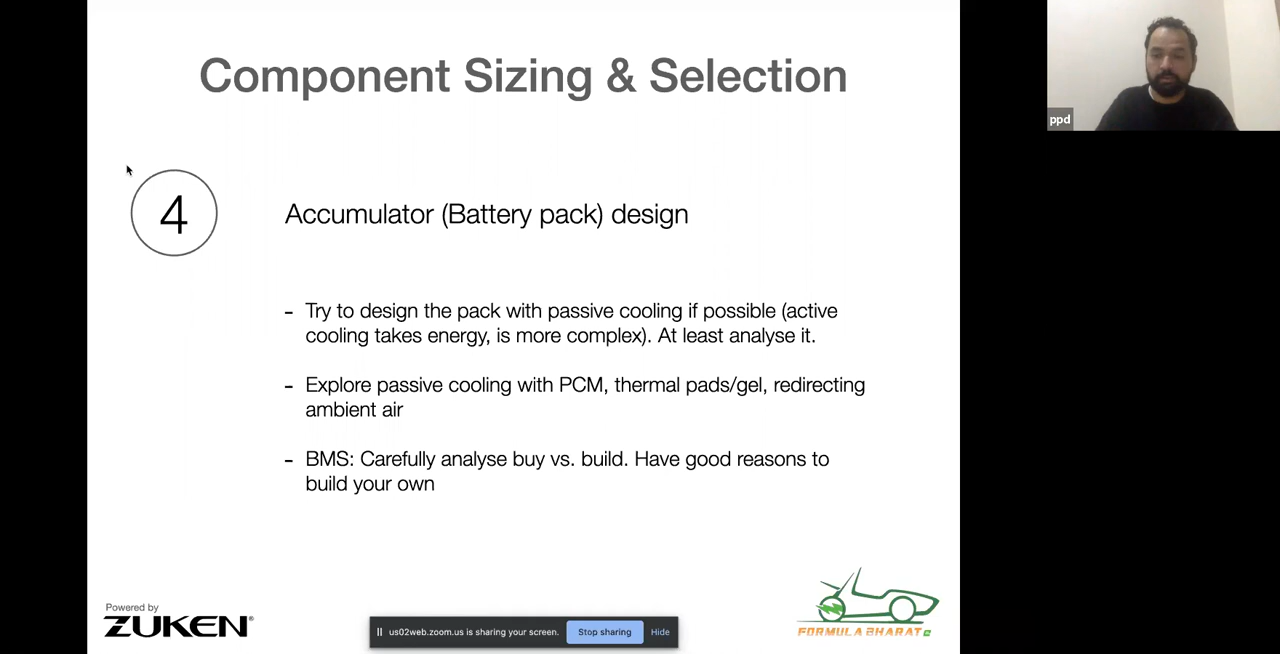 Component Sizing & Selection
ppd
4
Accumulator (Battery pack) design
- Try to design the pack with passive cooling if possible (active
cooling takes energy, is more complex). At least analyse it.
- Explore passive cooling with PCM, thermal pads/gel, redirecting
ambient air
- BMS: Carefully analyse buy vs. build. Have good reasons to
build your own
Powered by
ZUKEN®
us02web.zoom.us is sharing your screen. Stop sharing Hide
FORMULA BHARAT e